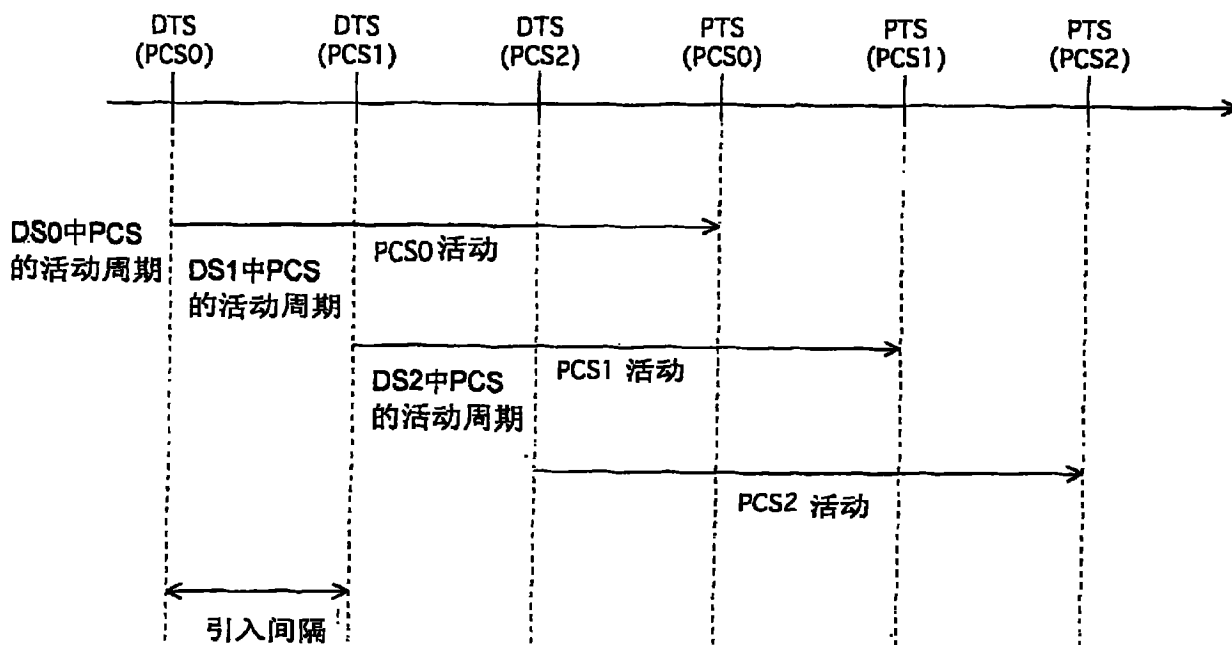 DTS
(PCS0)
DTS
(PCS1)
DTS
(PCS2)
PTS
(PCS0)
PTS
(PCS1)
PTS
(PCS2)
DS0中PCS
的活动周期
PCS0 活动
DS1中PCS
的活动周期
PCS1 活动
DS2中PCS
的活动周期
PCS2 活动
引入间隔